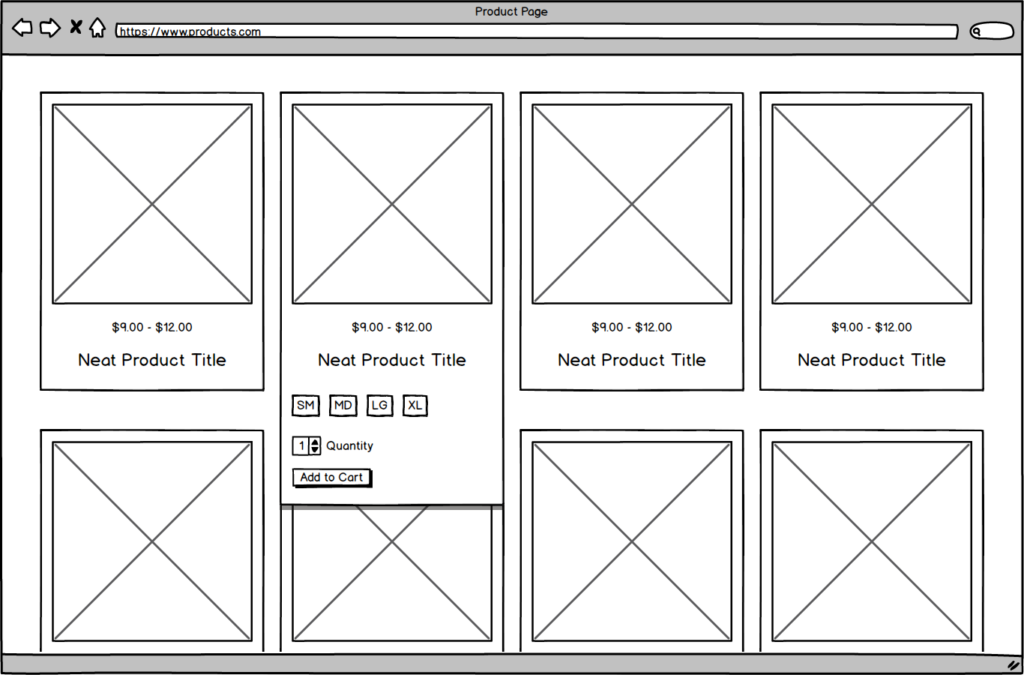 Product Page
https://www.products.com
$9.00 - $12.00
Neat Product Title
$9.00 - $12.00
Neat Product Title
SM MD LG XL
1 Quantity
Add to Cart
$9.00 - $12.00
Neat Product Title
$9.00 - $12.00
Neat Product Title